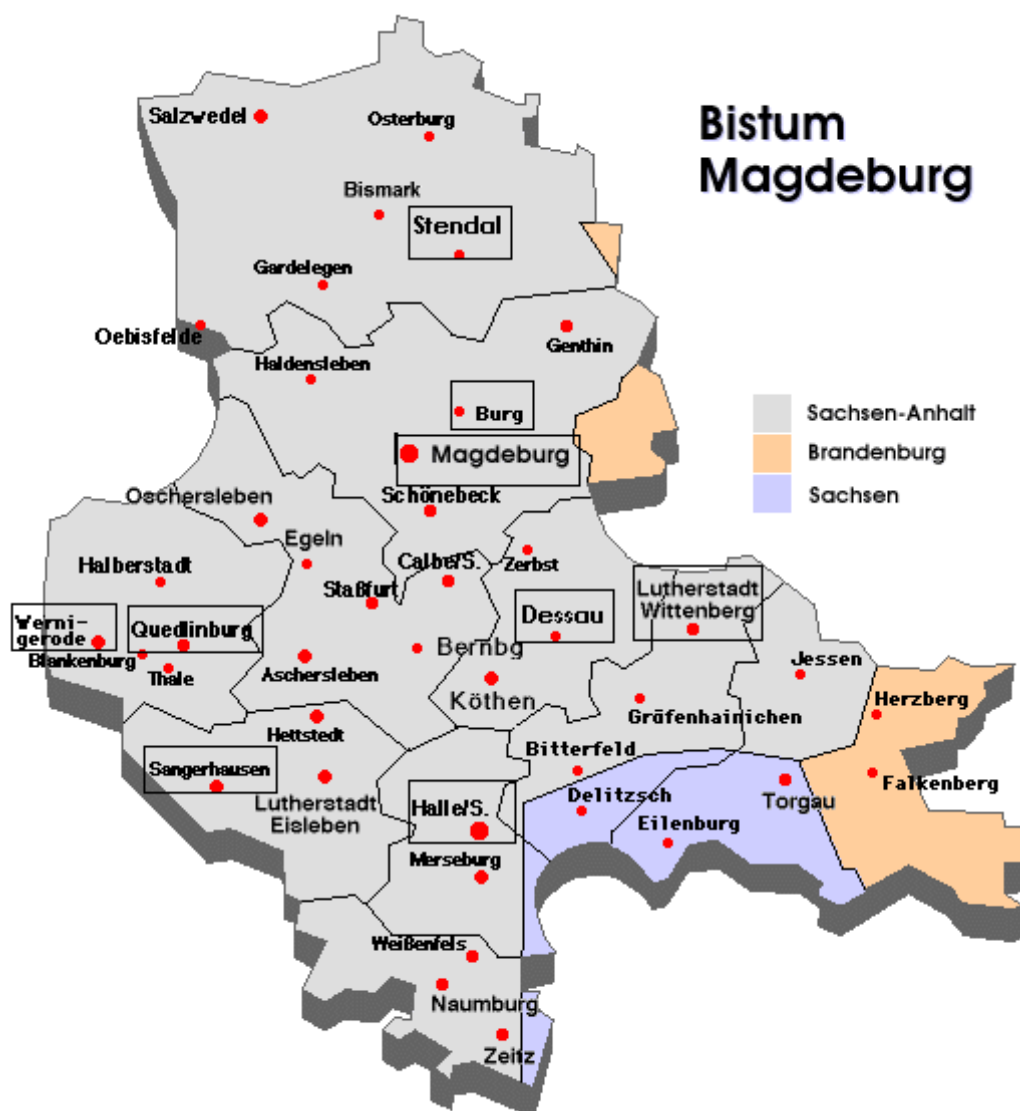 Bistum
Magdeburg
Salzwedel
Osterburg
Bismark
Stendal
Gardelegen
Oebisfelde
Genthin
Haldensleben
Burg
Magdeburg
Sachsen-Anhalt
Brandenburg
Sachsen
Oschersleben
Schönebeck
Egeln
Halberstadt
Calbe/S.
Zerbst
Staßfurt
Lutherstadt
Wittenberg
Werni-
gerode
Quedlinburg
Dessau
Blankenburg
Thale
Aschersleben
Bernbg
Jessen
Köthen
Gräfenhainichen
Herzberg
Hettstedt
Bitterfeld
Sangerhausen
Lutherstadt
Eisleben
Halle/S.
Delitzsch
Torgau
Falkenberg
Eilenburg
Merseburg
Weißenfels
Naumburg
Zeitz